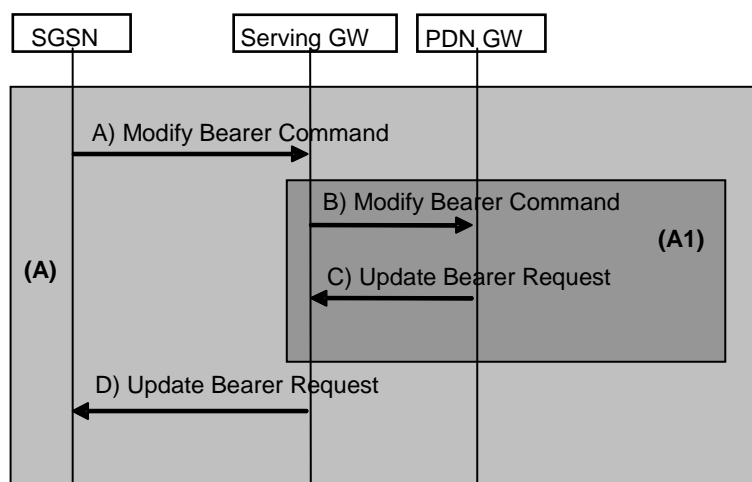 SGSN
Serving GW
PDN GW
A) Modify Bearer Command
B) Modify Bearer Command
(A1)
(A)
C) Update Bearer Request
D) Update Bearer Request